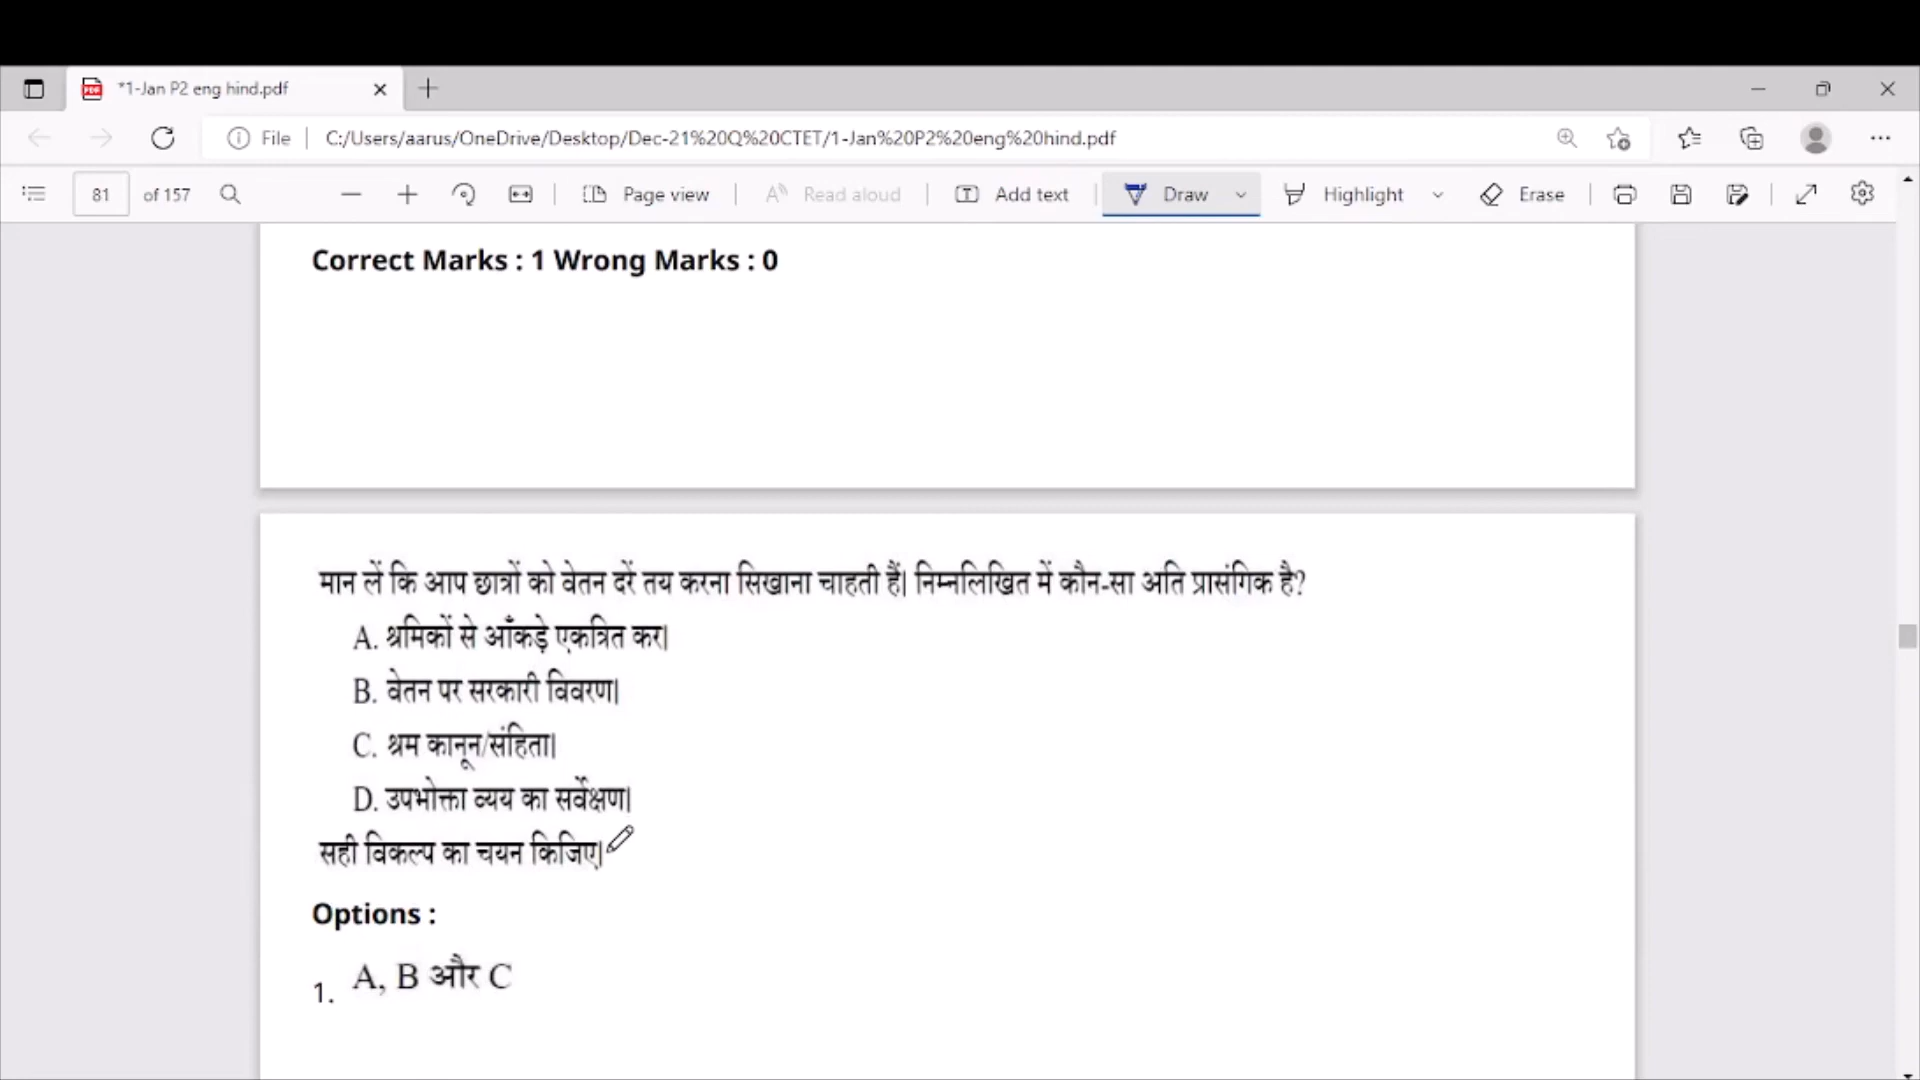 *1-Jan P2 eng hind.pdf
File C:/Users/aarus/OneDrive/Desktop/Dec-21%20Q%20CTET/1-Jan%20P2%20eng%20hind.pdf
81 of 157 Page view Read aloud Add text Draw Highlight Erase
Correct Marks : 1 Wrong Marks : 0
मान लें कि आप छात्रों को वेतन दरें तय करना सिखाना चाहती हैं| निम्नलिखित में कौन-सा अति प्रासंगिक है?
A. श्रमिकों से आँकड़े एकत्रित कर|
B. वेतन पर सरकारी विवरण|
C. श्रम कानून/संहिता|
D. उपभोक्ता व्यय का सर्वेक्षण|
सही विकल्प का चयन किजिए|
Options :
1. A, B और C